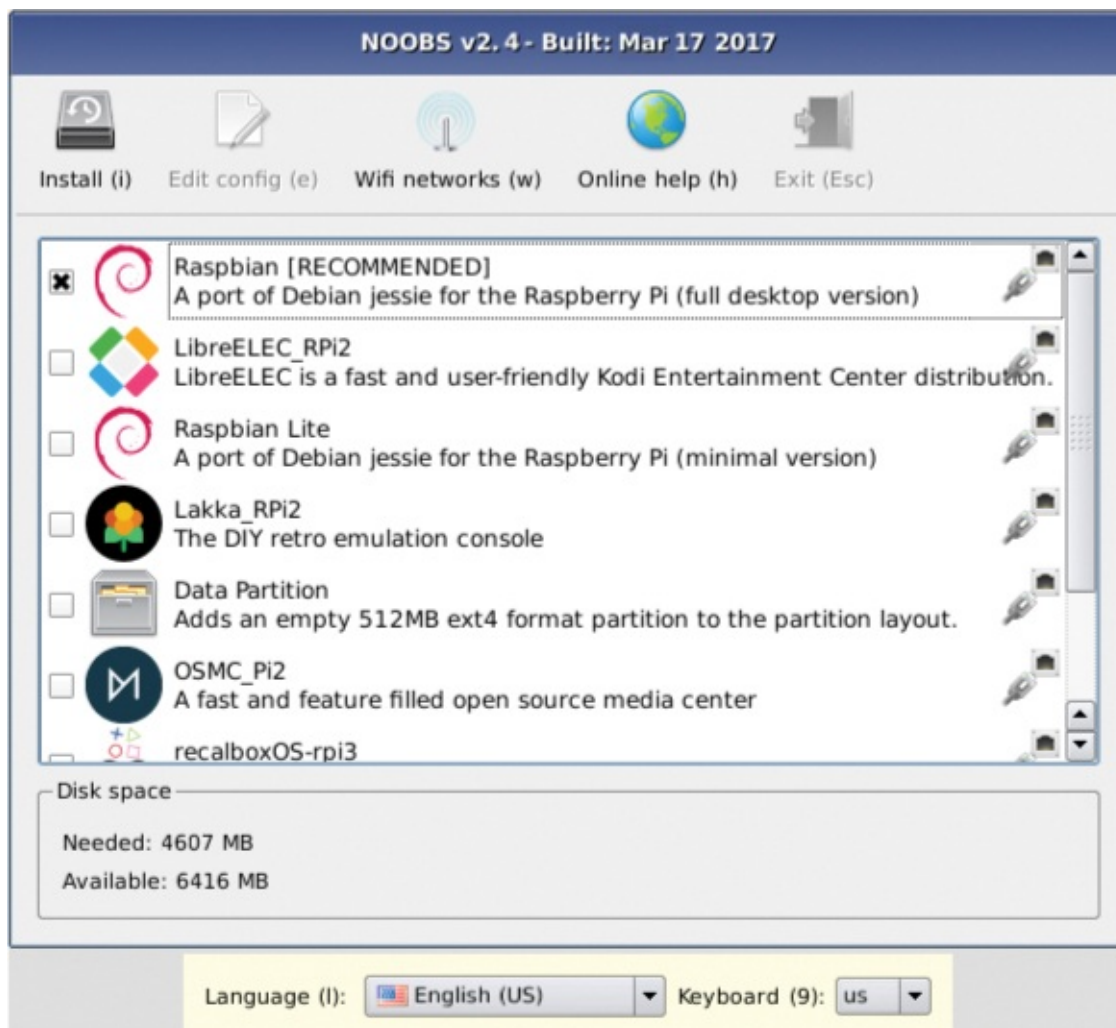 NOOBS v2.4 - Built: Mar 17 2017
Install (i)
Edit config (e)
Wifi networks (w)
Online help (h)
Exit (Esc)
Raspbian [RECOMMENDED]
A port of Debian jessie for the Raspberry Pi (full desktop version)
LibreELEC_RPi2
LibreELEC is a fast and user-friendly Kodi Entertainment Center distribution.
Raspbian Lite
A port of Debian jessie for the Raspberry Pi (minimal version)
Lakka_RPi2
The DIY retro emulation console
Data Partition
Adds an empty 512MB ext4 format partition to the partition layout.
OSMC_Pi2
A fast and feature filled open source media center
recalboxOS-rpi3
Disk space
Needed: 4607 MB
Available: 6416 MB
Language (l): English (US) Keyboard (9): us